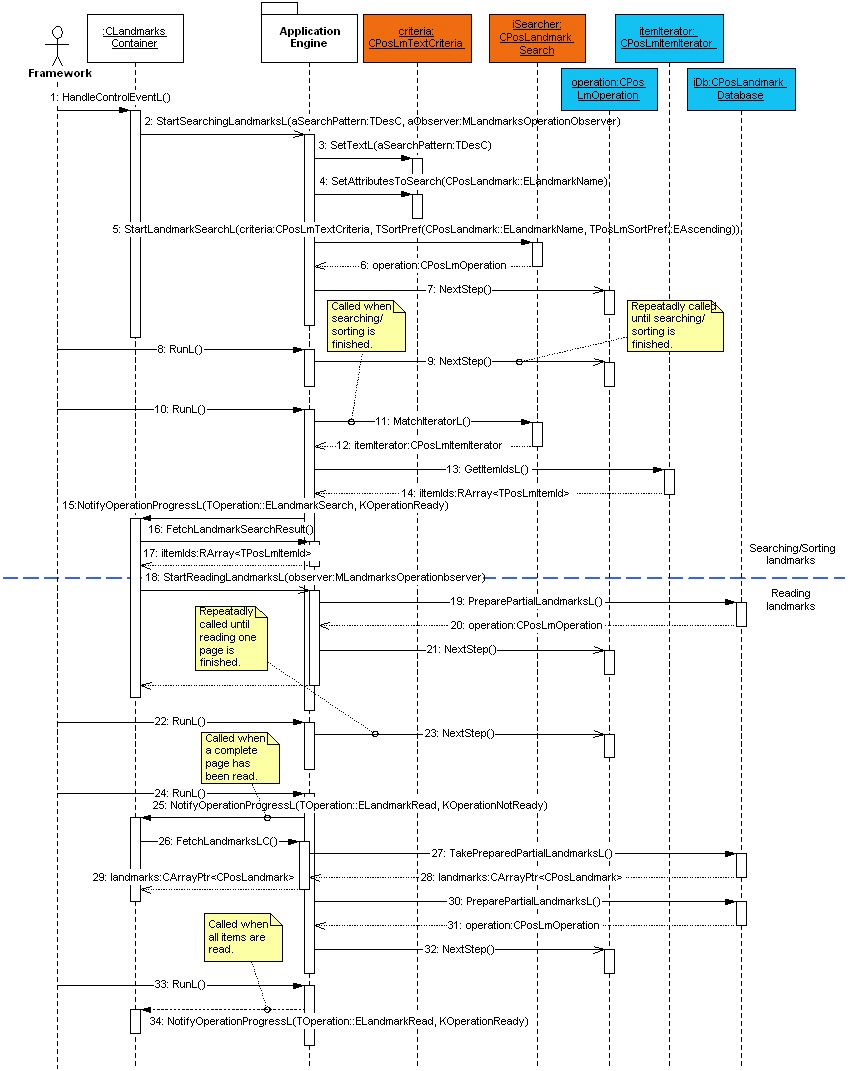 :CLandmarks
Container
Application
Engine
criteria:
CPosLmTextCriteria
iSearcher:
CPosLandmark
Search
itemIterator:
CPosLmItemIterator
Framework
operation:CPos
LmOperation
iDb:CPosLandmark
Database
1: HandleControlEventL()
2: StartSearchingLandmarksL(aSearchPattern:TDesC, aObserver:MLandmarksOperationObserver)
3: SetTextL(aSearchPattern:TDesC)
4: SetAttributesToSearch(CPosLandmark::ELandmarkName)
5: StartLandmarkSearchL(criteria:CPosLmTextCriteria, TSortPref(CPosLandmark::ELandmarkName, TPosLmSortPref::EAscending))
6: operation:CPosLmOperation
7: NextStep()
Called when
searching/
sorting is
finished.
Repeatadly called
until searching/
sorting is
finished.
8: RunL()
9: NextStep()
10: RunL()
11: MatchIteratorL()
12: itemIterator:CPosLmItemIterator
13: GetItemIdsL()
14: iItemIds:RArray<TPosLmItemId>
15:NotifyOperationProgressL(TOperation::ELandmarkSearch, KOperationReady)
16: FetchLandmarkSearchResult()
17: iItemIds:RArray<TPosLmItemId>
Searching/Sorting
landmarks
18: StartReadingLandmarksL(observer:MLandmarksOperationbserver)
Reading
landmarks
19: PreparePartialLandmarksL()
20: operation:CPosLmOperation
Repeatadly
called until
reading one
page is
finished.
21: NextStep()
22: RunL()
23: NextStep()
Called when
a complete
page has
been read.
24: RunL()
25: NotifyOperationProgressL(TOperation::ELandmarkRead, KOperationNotReady)
26: FetchLandmarksLC()
27: TakePreparedPartialLandmarksL()
28: landmarks:CArrayPtr<CPosLandmark>
29: landmarks:CArrayPtr<CPosLandmark>
30: PreparePartialLandmarksL()
31: operation:CPosLmOperation
Called when
all items are
read.
32: NextStep()
33: RunL()
34: NotifyOperationProgressL(TOperation::ELandmarkRead, KOperationReady)